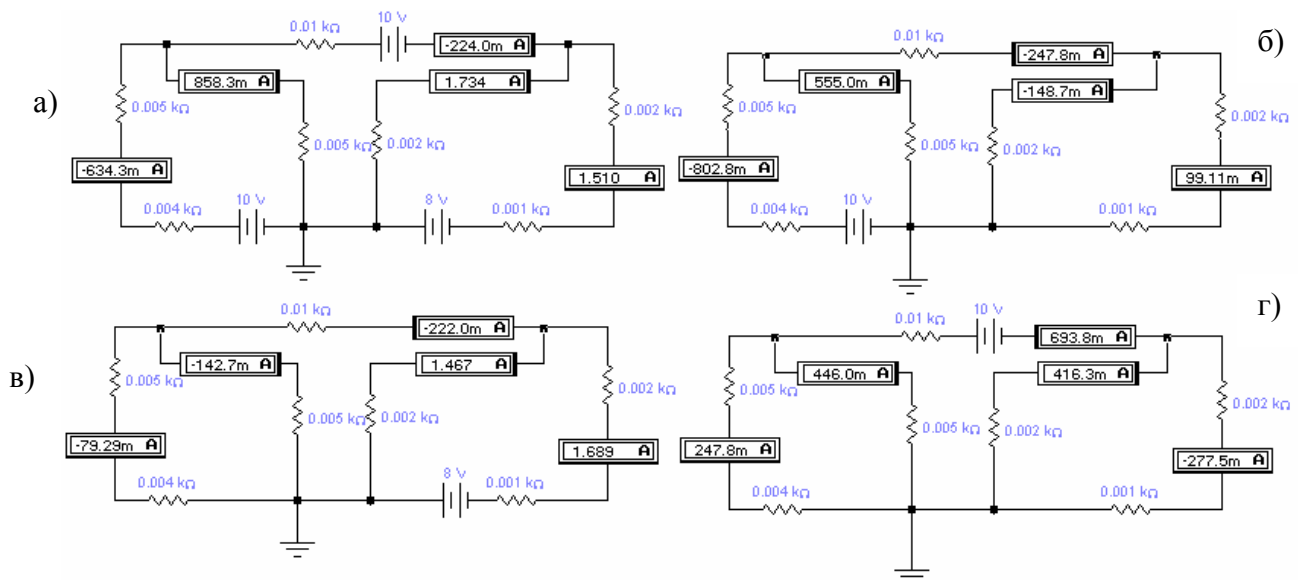 а)
10 V
0.01 kΩ
-224.0m A
858.3m A
1.734 A
0.005 kΩ
0.005 kΩ
0.002 kΩ
0.002 kΩ
-634.3m A
1.510 A
0.004 kΩ
10 V
8 V
0.001 kΩ
б)
0.01 kΩ
-247.8m A
555.0m A
-148.7m A
0.005 kΩ
0.005 kΩ
0.002 kΩ
0.002 kΩ
-802.8m A
99.11m A
0.004 kΩ
10 V
0.001 kΩ
в)
0.01 kΩ
-222.0m A
-142.7m A
1.467 A
0.005 kΩ
0.005 kΩ
0.002 kΩ
0.002 kΩ
-79.29m A
1.689 A
0.004 kΩ
8 V
0.001 kΩ
г)
10 V
0.01 kΩ
693.8m A
446.0m A
416.3m A
0.005 kΩ
0.005 kΩ
0.002 kΩ
0.002 kΩ
247.8m A
-277.5m A
0.004 kΩ
0.001 kΩ